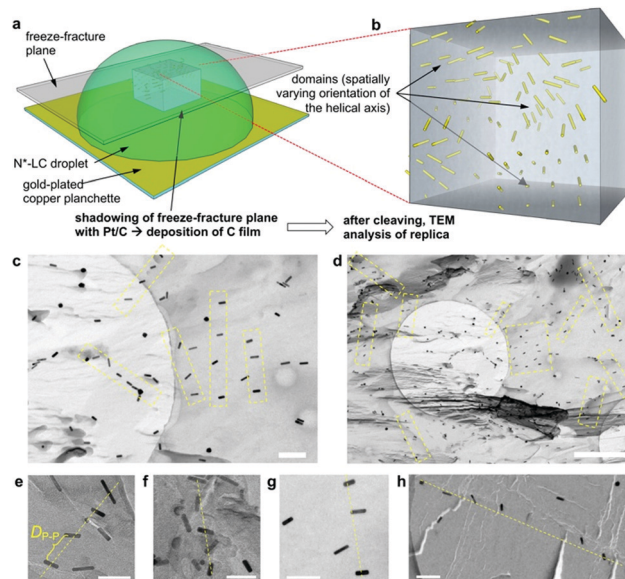 a
freeze-fracture
plane
N*-LC droplet
gold-plated
copper planchette
shadowing of freeze-fracture plane
with Pt/C → deposition of C film
b
domains (spatially
varying orientation of
the helical axis)
after cleaving, TEM
analysis of replica
c
d
e
DP-P
f
g
h